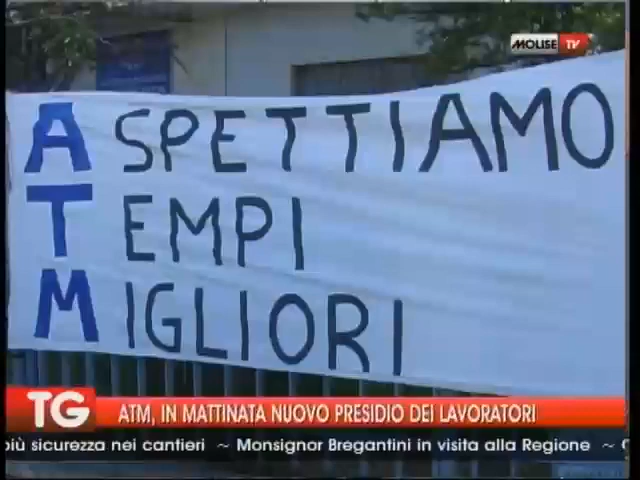 MOLISE TV
ASPETTIAMO
TEMPI
MIGLIORI
TG
ATM, IN MATTINATA NUOVO PRESIDIO DEI LAVORATORI
più sicurezza nei cantieri ~ Monsignor Bregantini in visita alla Regione ~